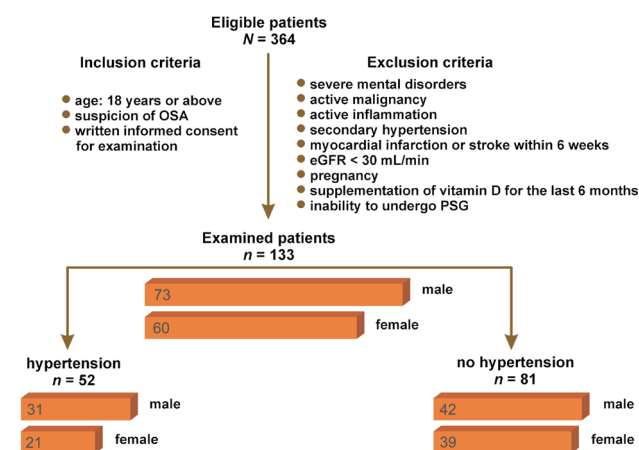 Eligible patients
N = 364
Inclusion criteria
age: 18 years or above
suspicion of OSA
written informed consent
for examination
Exclusion criteria
severe mental disorders
active malignancy
active inflammation
secondary hypertension
myocardial infarction or stroke within 6 weeks
eGFR < 30 mL/min
pregnancy
supplementation of vitamin D for the last 6 months
inability to undergo PSG
Examined patients
n = 133
73 male
60 female
hypertension
n = 52
31 male
21 female
no hypertension
n = 81
42 male
39 female